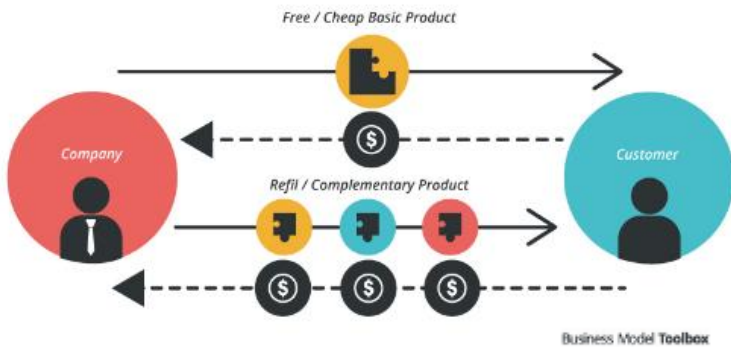 Free / Cheap Basic Product
$
Company
Customer
Refil / Complementary Product
$ $ $
Business Model Toolbox